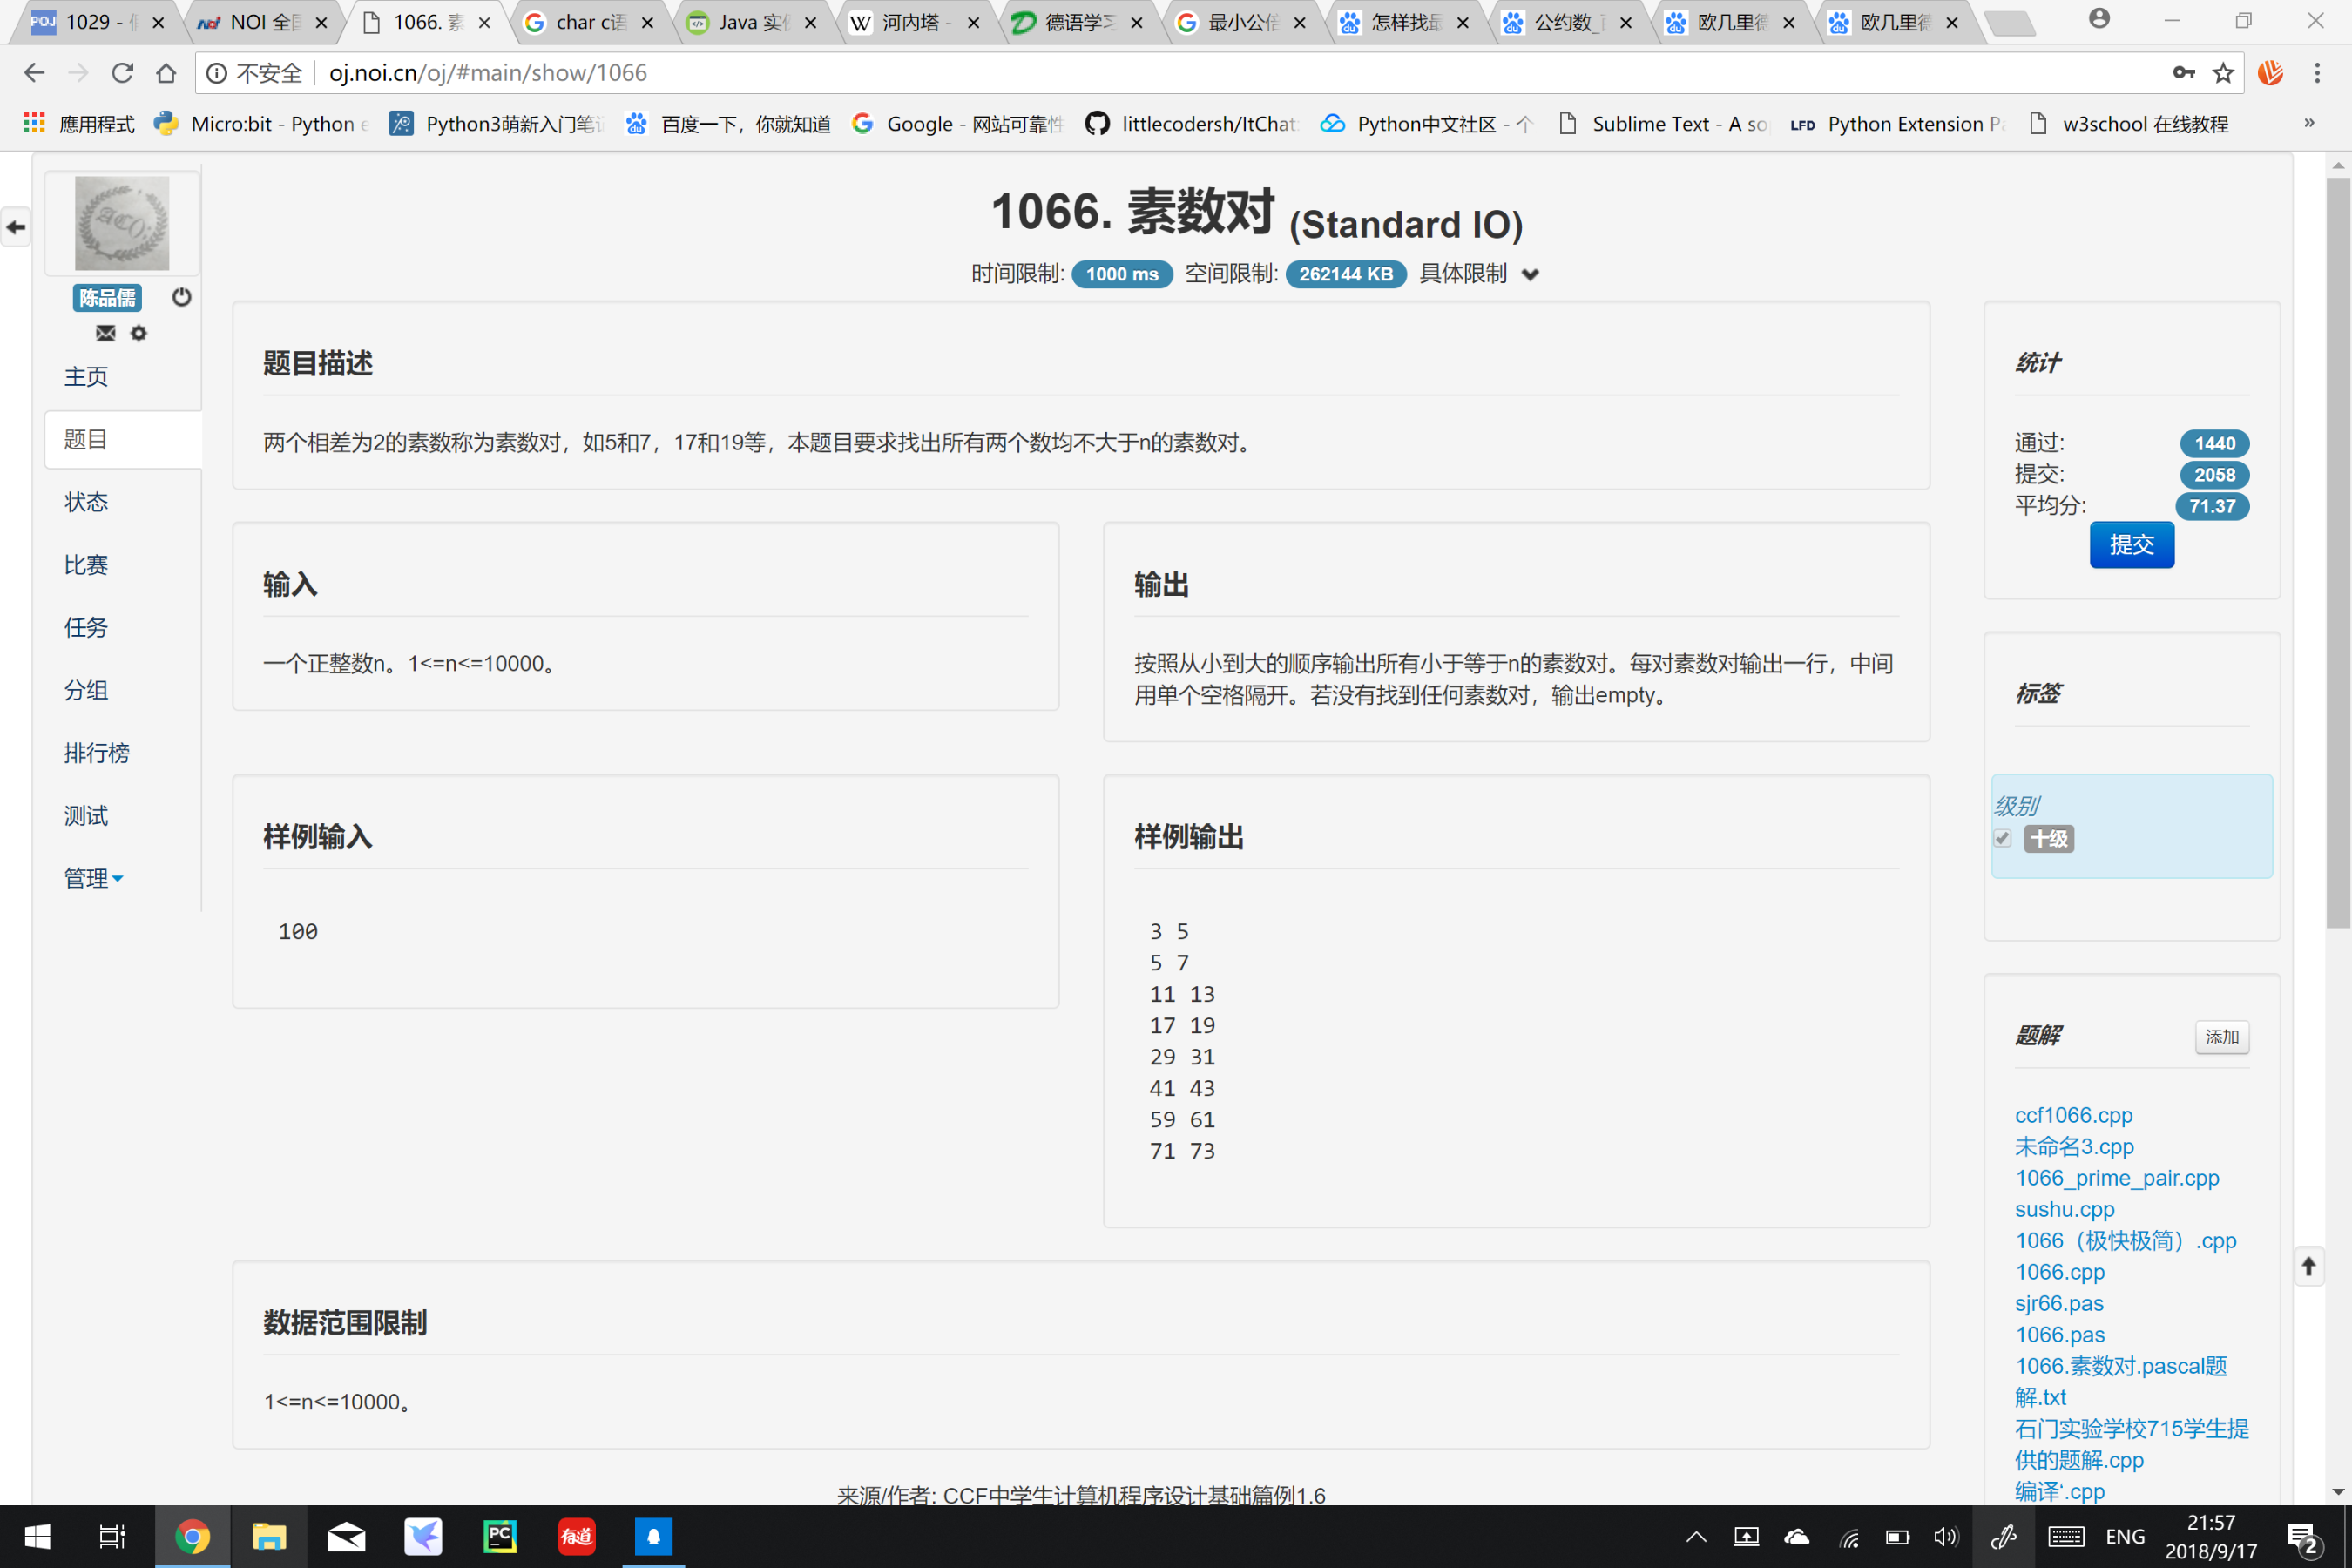 1029 -
NOI 全国
1066. 素
char c语
Java 实例
河内塔 -
德语学习
最小公倍
怎样找最
公约数_
欧几里德
欧几里德
不安全
oj.noi.cn/oj/#main/show/1066
應用程式
Micro:bit - Python e
Python3萌新入门笔记
百度一下，你就知道
Google - 网站可靠性
littlecodersh/ItChat
Python中文社区 - 个
Sublime Text - A so
LFD
Python Extension Pa
w3school 在线教程
»
1066. 素数对 (Standard IO)
时间限制: 1000 ms 空间限制: 262144 KB 具体限制
陈品儒
主页
题目
状态
比赛
任务
分组
排行榜
测试
管理
题目描述
两个相差为2的素数称为素数对，如5和7，17和19等，本题目要求找出所有两个数均不大于n的素数对。
输入
一个正整数n。1<=n<=10000。
输出
按照从小到大的顺序输出所有小于等于n的素数对。每对素数对输出一行，中间
用单个空格隔开。若没有找到任何素数对，输出empty。
样例输入
100
样例输出
3 5
5 7
11 13
17 19
29 31
41 43
59 61
71 73
数据范围限制
1<=n<=10000。
来源/作者: CCF中学生计算机程序设计基础篇例1.6
统计
通过: 1440
提交: 2058
平均分: 71.37
提交
标签
级别
十级
题解
添加
ccf1066.cpp
未命名3.cpp
1066_prime_pair.cpp
sushu.cpp
1066（极快极简）.cpp
1066.cpp
sjr66.pas
1066.pas
1066.素数对.pascal题
解.txt
石门实验学校715学生提
供的题解.cpp
编译‘.cpp
PC
有道
ENG
21:57
2018/9/17
2